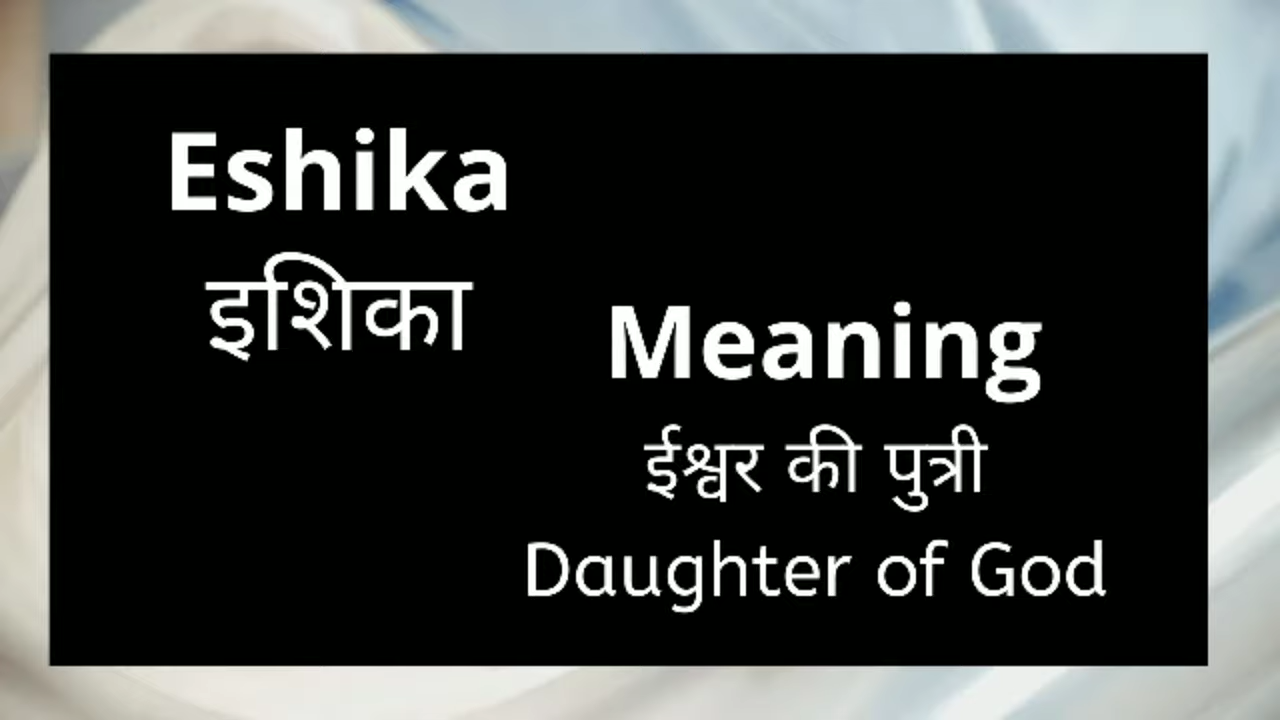 Eshika
इशिका
Meaning
ईश्वर की पुत्री
Daughter of God